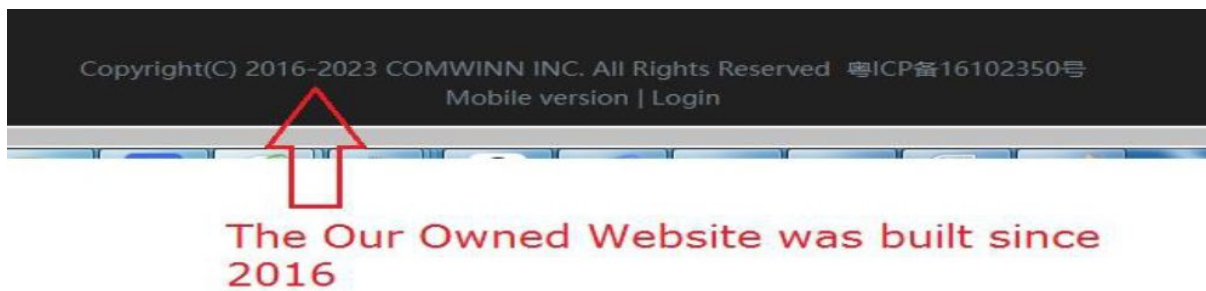 Copyright(C) 2016-2023 COMWINN INC. All Rights Reserved 粤ICP备16102350号
Mobile version | Login
The Our Owned Website was built since
2016